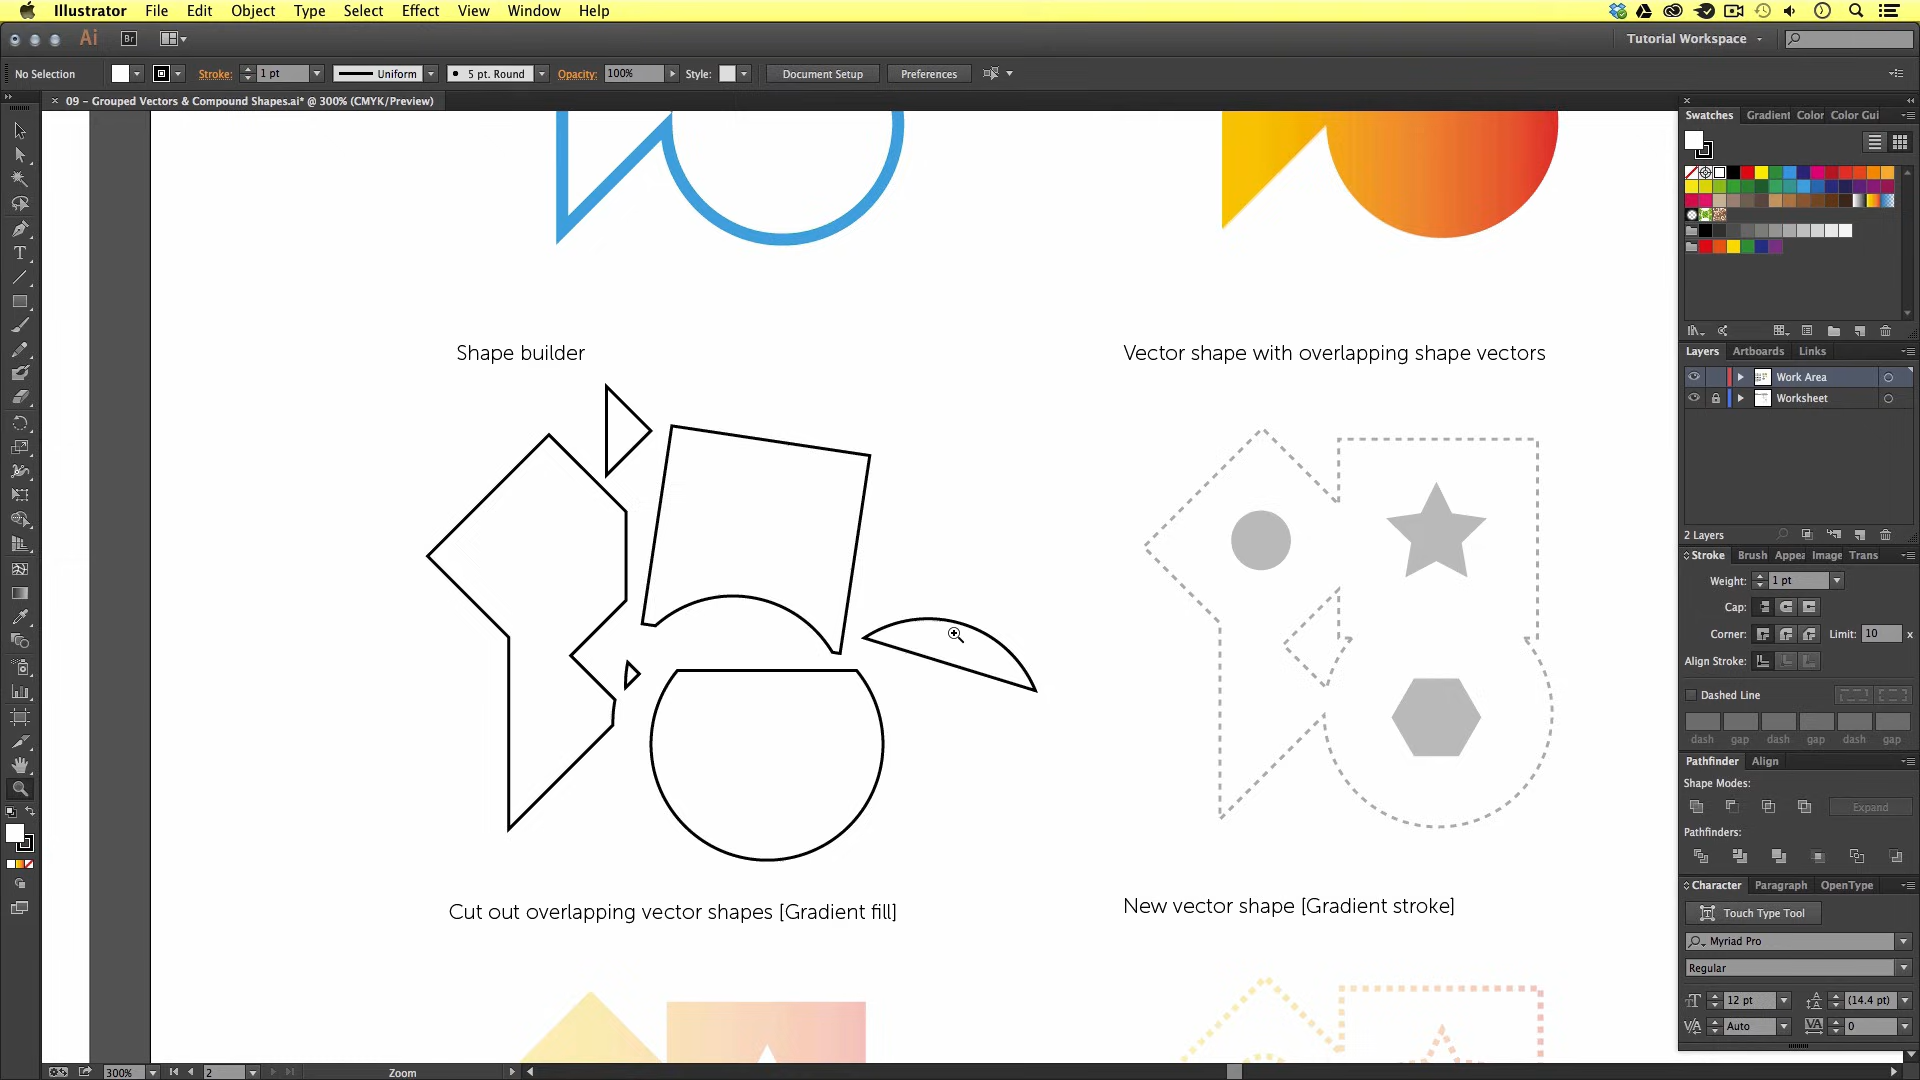 Illustrator File Edit Object Type Select Effect View Window Help
Ai Br Tutorial Workspace
No Selection Stroke: 1 pt Uniform 5 pt. Round Opacity: 100% Style: Document Setup Preferences
09 – Grouped Vectors & Compound Shapes.ai* @ 300% (CMYK/Preview)
Swatches Gradient Color Color Gui
Shape builder
Vector shape with overlapping shape vectors
Layers Artboards Links
Work Area
Worksheet
2 Layers
Stroke Brush Appea Image Trans
Weight: 1 pt
Cap:
Corner: Limit: 10 x
Align Stroke:
Dashed Line
dash gap dash gap dash gap
Pathfinder Align
Shape Modes:
Expand
Pathfinders:
Character Paragraph OpenType
Touch Type Tool
Myriad Pro
Regular
12 pt (14.4 pt)
Auto 0
Cut out overlapping vector shapes [Gradient fill]
New vector shape [Gradient stroke]
300% 2 Zoom